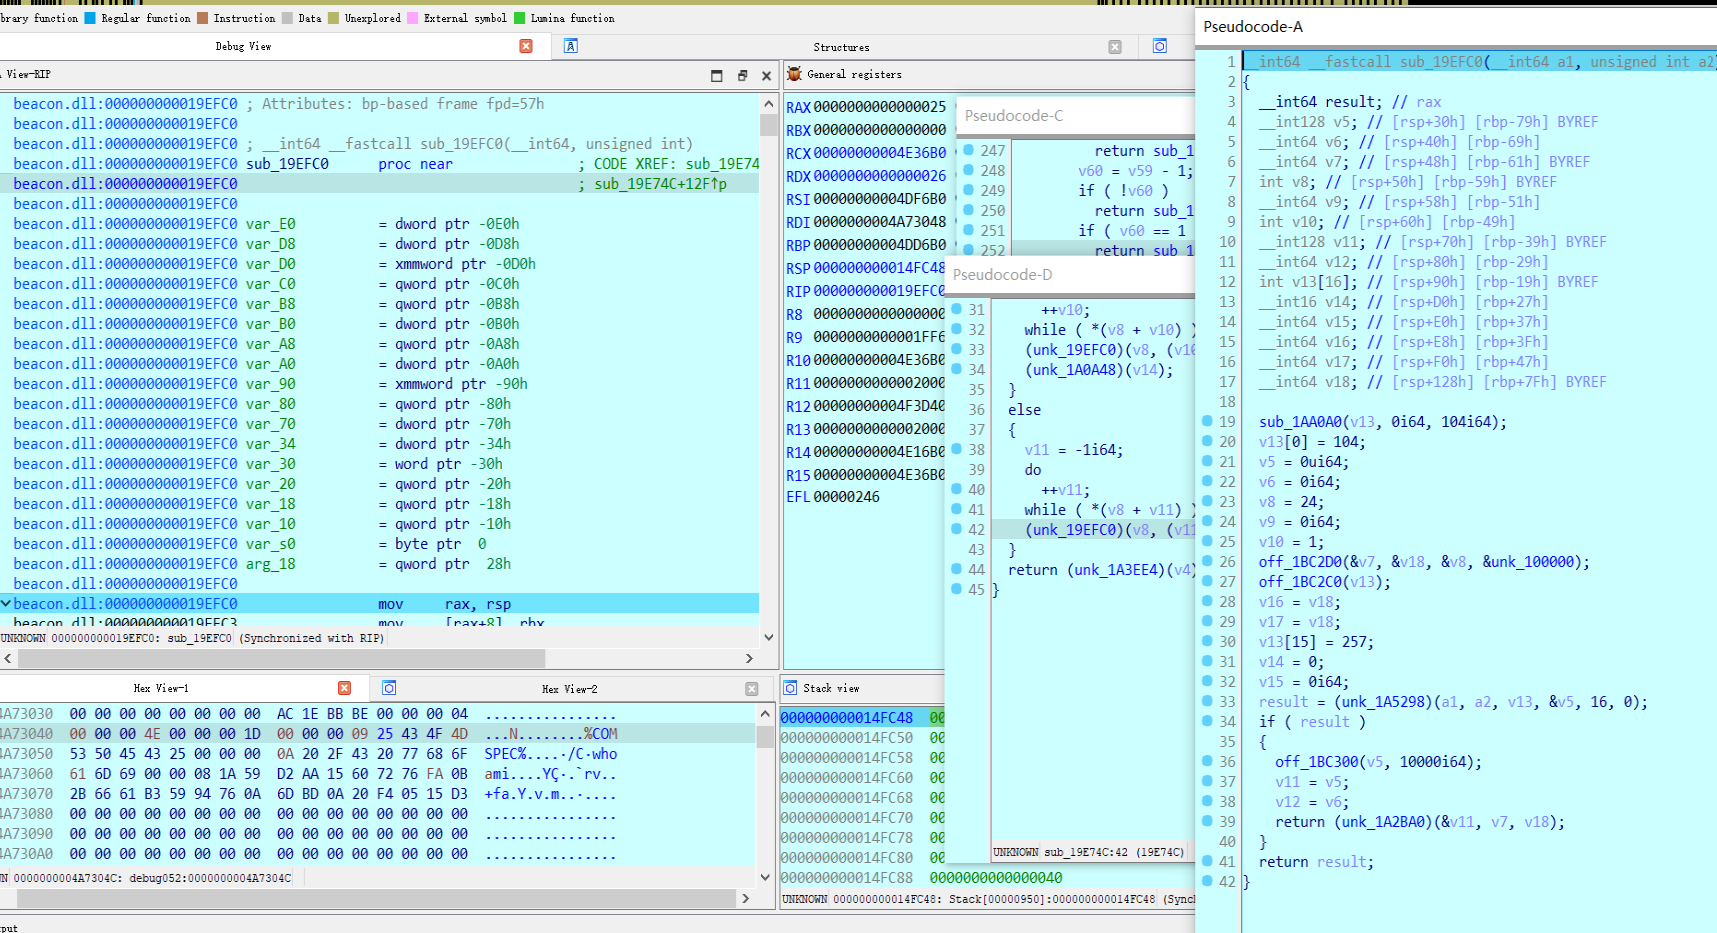 brary function Regular function Instruction Data Unexplored External symbol Lumina function
Debug View
Structures
View-RIP
beacon.dll:000000000019EFC0 ; Attributes: bp-based frame fpd=57h
beacon.dll:000000000019EFC0
beacon.dll:000000000019EFC0 ; __int64 __fastcall sub_19EFC0(__int64, unsigned int)
beacon.dll:000000000019EFC0 sub_19EFC0 proc near ; CODE XREF: sub_19E74
beacon.dll:000000000019EFC0 ; sub_19E74C+12F↑p
beacon.dll:000000000019EFC0
beacon.dll:000000000019EFC0 var_E0 = dword ptr -0E0h
beacon.dll:000000000019EFC0 var_D8 = dword ptr -0D8h
beacon.dll:000000000019EFC0 var_D0 = xmmword ptr -0D0h
beacon.dll:000000000019EFC0 var_C0 = qword ptr -0C0h
beacon.dll:000000000019EFC0 var_B8 = qword ptr -0B8h
beacon.dll:000000000019EFC0 var_B0 = dword ptr -0B0h
beacon.dll:000000000019EFC0 var_A8 = qword ptr -0A8h
beacon.dll:000000000019EFC0 var_A0 = dword ptr -0A0h
beacon.dll:000000000019EFC0 var_90 = xmmword ptr -90h
beacon.dll:000000000019EFC0 var_80 = qword ptr -80h
beacon.dll:000000000019EFC0 var_70 = dword ptr -70h
beacon.dll:000000000019EFC0 var_34 = dword ptr -34h
beacon.dll:000000000019EFC0 var_30 = word ptr -30h
beacon.dll:000000000019EFC0 var_20 = qword ptr -20h
beacon.dll:000000000019EFC0 var_18 = qword ptr -18h
beacon.dll:000000000019EFC0 var_10 = qword ptr -10h
beacon.dll:000000000019EFC0 var_s0 = byte ptr 0
beacon.dll:000000000019EFC0 arg_18 = qword ptr 28h
beacon.dll:000000000019EFC0
beacon.dll:000000000019EFC0 mov rax, rsp
beacon.dll:000000000019EFC3 mov [rax+8], rbx
UNKNOWN 000000000019EFC0: sub_19EFC0 (Synchronized with RIP)
General registers
RAX 0000000000000025
RBX 0000000000000000
RCX 00000000004E36B0
RDX 0000000000000026
RSI 00000000004DF6B0
RDI 0000000004A73048
RBP 00000000004DD6B0
RSP 000000000014FC48
RIP 000000000019EFC0
R8 0000000000000000
R9 0000000000001FF6
R10 00000000004E36B0
R11 0000000000002000
R12 00000000004F3D40
R13 0000000000002000
R14 00000000004E16B0
R15 00000000004E36B0
EFL 00000246
Pseudocode-C
247 return sub_1
248 v60 = v59 - 1;
249 if ( !v60 )
250 return sub_1
251 if ( v60 == 1
252 return sub_1
Pseudocode-D
31 ++v10;
32 while ( *(v8 + v10) )
33 (unk_19EFC0)(v8, (v10
34 (unk_1A0A48)(v14);
35 }
36 else
37 {
38 v11 = -1i64;
39 do
40 ++v11;
41 while ( *(v8 + v11) )
42 (unk_19EFC0)(v8, (v11
43 }
44 return (unk_1A3EE4)(v4)
45 }
UNKNOWN sub_19E74C:42 (19E74C)
Pseudocode-A
1 __int64 __fastcall sub_19EFC0(__int64 a1, unsigned int a2)
2 {
3 __int64 result; // rax
4 __int128 v5; // [rsp+30h] [rbp-79h] BYREF
5 __int64 v6; // [rsp+40h] [rbp-69h]
6 __int64 v7; // [rsp+48h] [rbp-61h] BYREF
7 int v8; // [rsp+50h] [rbp-59h] BYREF
8 __int64 v9; // [rsp+58h] [rbp-51h]
9 int v10; // [rsp+60h] [rbp-49h]
10 __int128 v11; // [rsp+70h] [rbp-39h] BYREF
11 __int64 v12; // [rsp+80h] [rbp-29h]
12 int v13[16]; // [rsp+90h] [rbp-19h] BYREF
13 __int16 v14; // [rsp+D0h] [rbp+27h]
14 __int64 v15; // [rsp+E0h] [rbp+37h]
15 __int64 v16; // [rsp+E8h] [rbp+3Fh]
16 __int64 v17; // [rsp+F0h] [rbp+47h]
17 __int64 v18; // [rsp+128h] [rbp+7Fh] BYREF
18
19 sub_1AA0A0(v13, 0i64, 104i64);
20 v13[0] = 104;
21 v5 = 0ui64;
22 v6 = 0i64;
23 v8 = 24;
24 v9 = 0i64;
25 v10 = 1;
26 off_1BC2D0(&v7, &v18, &v8, &unk_100000);
27 off_1BC2C0(v13);
28 v16 = v18;
29 v17 = v18;
30 v13[15] = 257;
31 v14 = 0;
32 v15 = 0i64;
33 result = (unk_1A5298)(a1, a2, v13, &v5, 16, 0);
34 if ( result )
35 {
36 off_1BC300(v5, 10000i64);
37 v11 = v5;
38 v12 = v6;
39 return (unk_1A2BA0)(&v11, v7, v18);
40 }
41 return result;
42 }
Hex View-1
Hex View-2
4A73030 00 00 00 00 00 00 00 00 AC 1E BB BE 00 00 00 04 ................
4A73040 00 00 00 4E 00 00 00 1D 00 00 00 09 25 43 4F 4D ...N........%COM
4A73050 53 50 45 43 25 00 00 00 0A 20 2F 43 20 77 68 6F SPEC%....·/C·who
4A73060 61 6D 69 00 00 08 1A 59 D2 AA 15 60 72 76 FA 0B ami....YÇ·.`rv..
4A73070 2B 66 61 B3 59 94 76 0A 6D BD 0A 20 F4 05 15 D3 +fa.Y.v.m..·....
4A73080 00 00 00 00 00 00 00 00 00 00 00 00 00 00 00 00 ................
4A73090 00 00 00 00 00 00 00 00 00 00 00 00 00 00 00 00 ................
4A730A0 00 00 00 00 00 00 00 00 00 00 00 00 00 00 00 00 ................
0000000004A7304C: debug052:0000000004A7304C
Stack view
000000000014FC48 00
000000000014FC50 00
000000000014FC58 00
000000000014FC60 00
000000000014FC68 00
000000000014FC70 00
000000000014FC78 00
000000000014FC80 00
000000000014FC88 0000000000000040
UNKNOWN 000000000014FC48: Stack[00000950]:000000000014FC48 (Sync
put